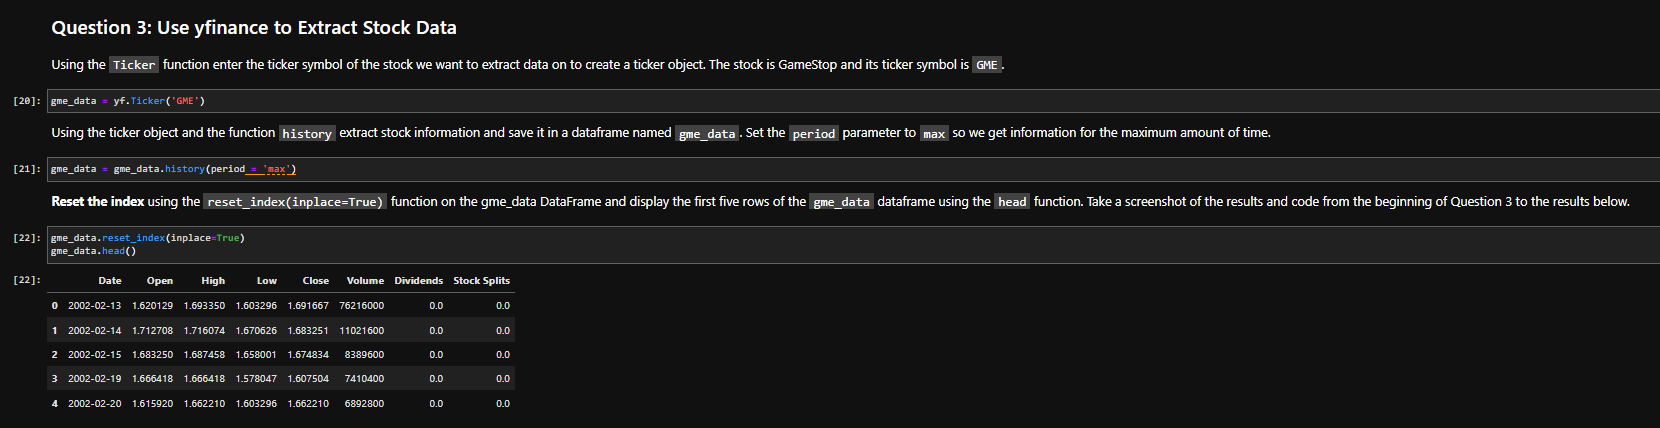 Question 3: Use yfinance to Extract Stock Data
Using the Ticker function enter the ticker symbol of the stock we want to extract data on to create a ticker object. The stock is GameStop and its ticker symbol is GME.
[20]: gme_data = yf.Ticker('GME')
Using the ticker object and the function history extract stock information and save it in a dataframe named gme_data. Set the period parameter to max so we get information for the maximum amount of time.
[21]: gme_data = gme_data.history(period = 'max')
Reset the index using the reset_index(inplace=True) function on the gme_data DataFrame and display the first five rows of the gme_data dataframe using the head function. Take a screenshot of the results and code from the beginning of Question 3 to the results below.
[22]: gme_data.reset_index(inplace=True)
gme_data.head()
[22]: Date Open High Low Close Volume Dividends Stock Splits
0 2002-02-13 1.620129 1.693350 1.603296 1.691667 76216000 0.0 0.0
1 2002-02-14 1.712708 1.716074 1.670626 1.683251 11021600 0.0 0.0
2 2002-02-15 1.683250 1.687458 1.658001 1.674834 8389600 0.0 0.0
3 2002-02-19 1.666418 1.666418 1.578047 1.607504 7410400 0.0 0.0
4 2002-02-20 1.615920 1.662210 1.603296 1.662210 6892800 0.0 0.0